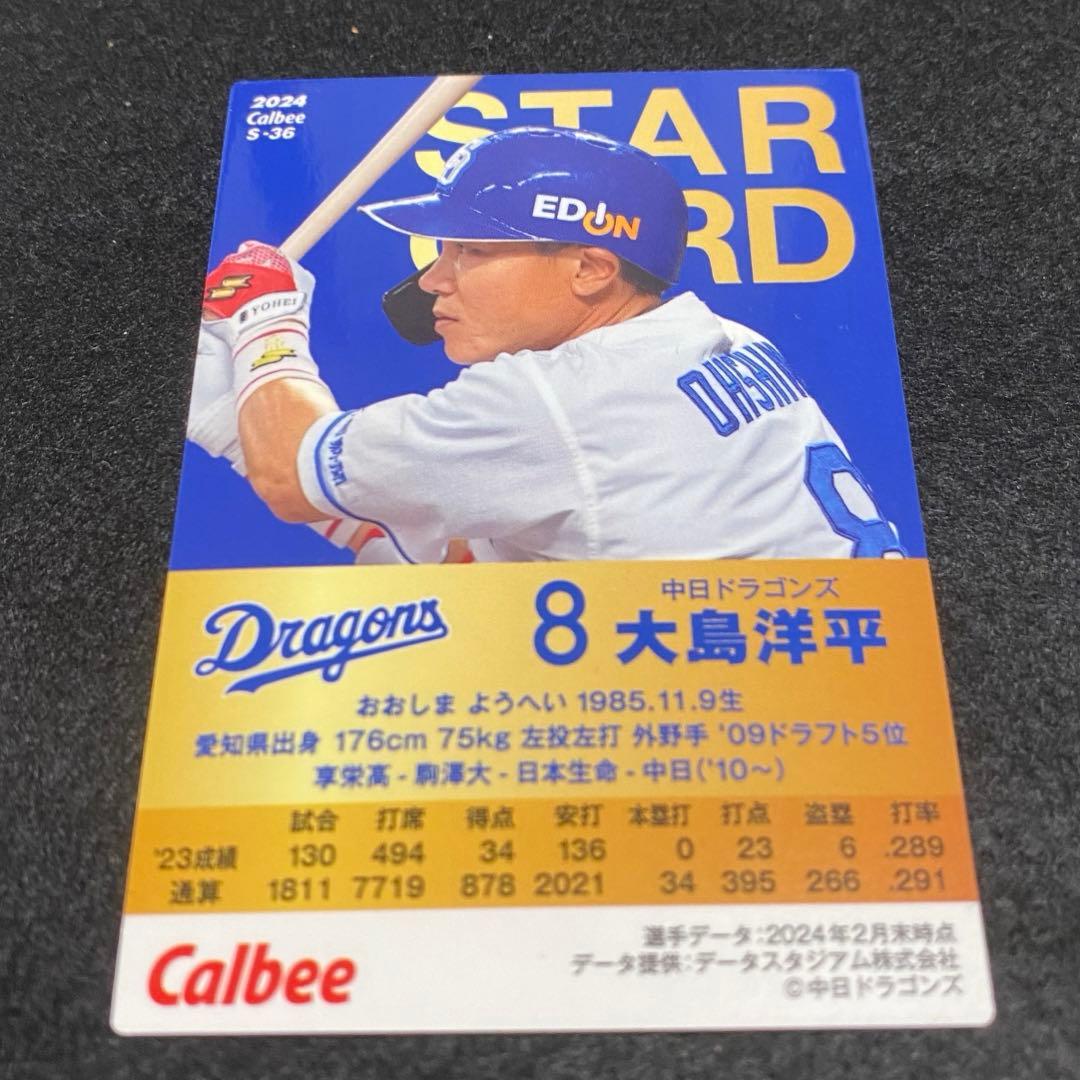 2024
Calbee
S-36
STAR
RD
EDION
YOHEI
OHSHI
8
Dragons
8
中日ドラゴンズ
大島洋平
おおしま ようへい 1985.11.9生
愛知県出身 176cm 75kg 左投左打 外野手 '09ドラフト5位
享栄高 - 駒澤大 - 日本生命 - 中日('10〜)
試合 打席 得点 安打 本塁打 打点 盗塁 打率
'23成績 130 494 34 136 0 23 6 .289
通算 1811 7719 878 2021 34 395 266 .291
Calbee
選手データ:2024年2月末時点
データ提供:データスタジアム株式会社
©中日ドラゴンズ